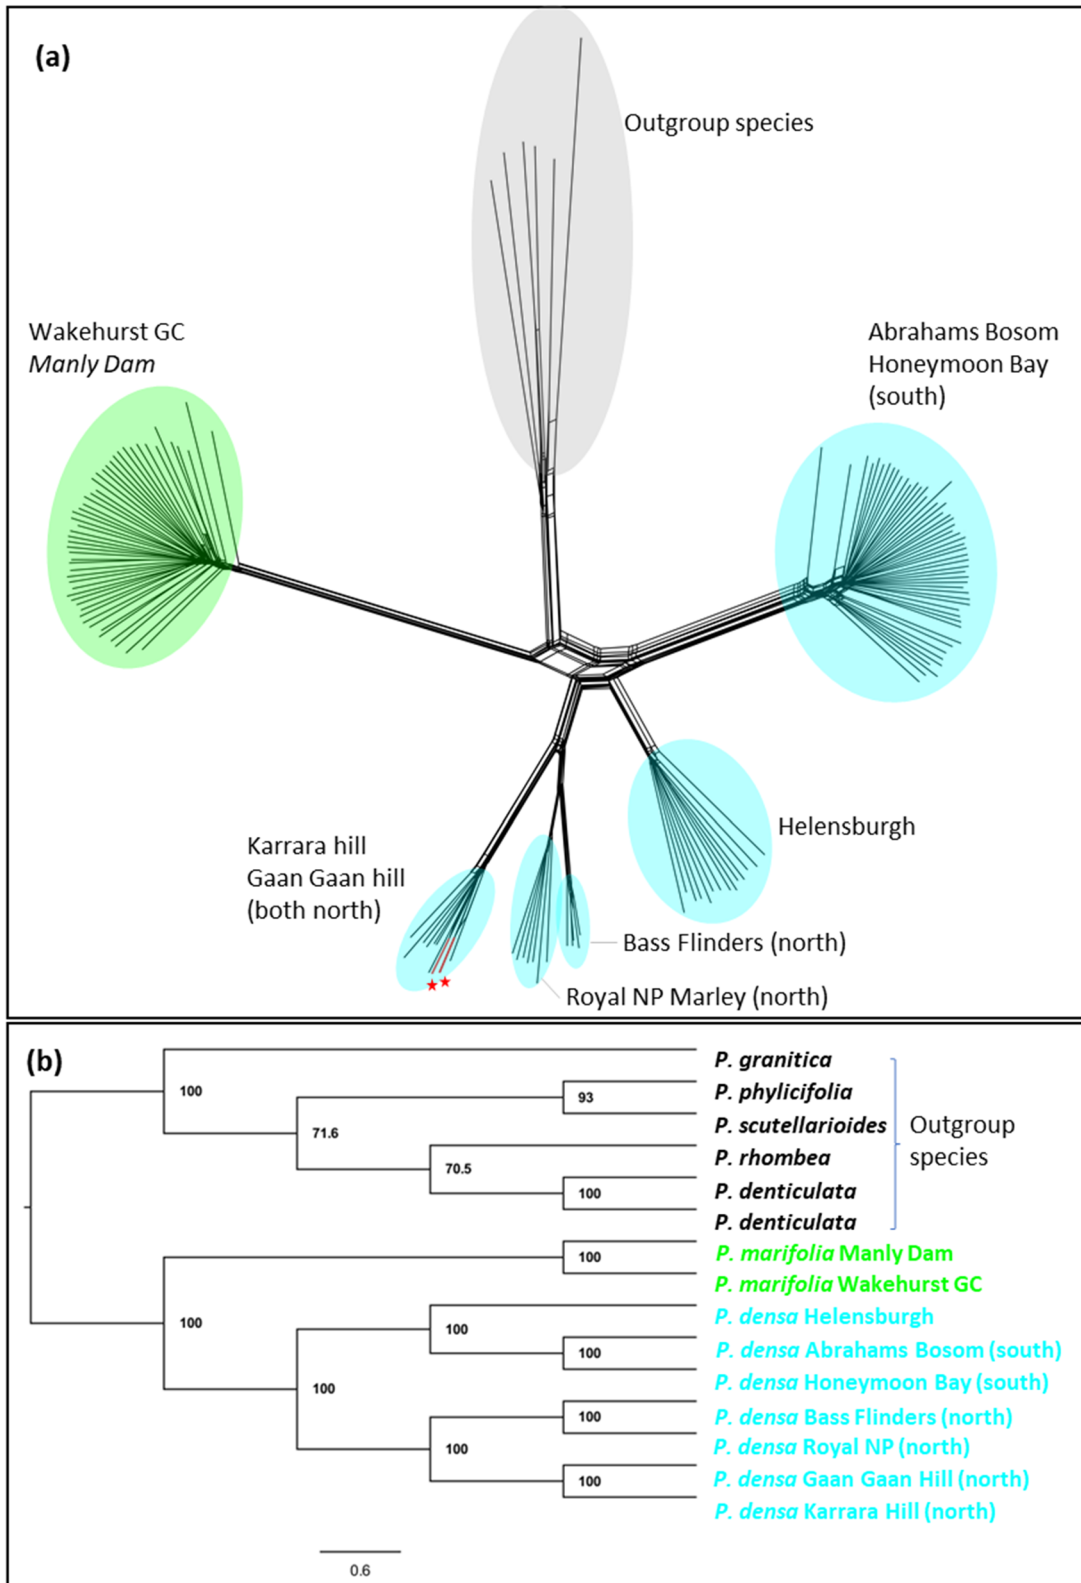 (a)
Outgroup species
Wakehurst GC
Manly Dam
Abrahams Bosom
Honeymoon Bay
(south)
Karrara hill
Gaan Gaan hill
(both north)
Helensburgh
Bass Flinders (north)
Royal NP Marley (north)
(b)
P. granitica
100
P. phylicifolia
93
P. scutellarioides
Outgroup
species
71.6
P. rhombea
70.5
P. denticulata
100
P. denticulata
P. marifolia Manly Dam
100
P. marifolia Wakehurst GC
P. densa Helensburgh
100
100
P. densa Abrahams Bosom (south)
100
P. densa Honeymoon Bay (south)
100
P. densa Bass Flinders (north)
100
P. densa Royal NP (north)
100
P. densa Gaan Gaan Hill (north)
100
P. densa Karrara Hill (north)
0.6